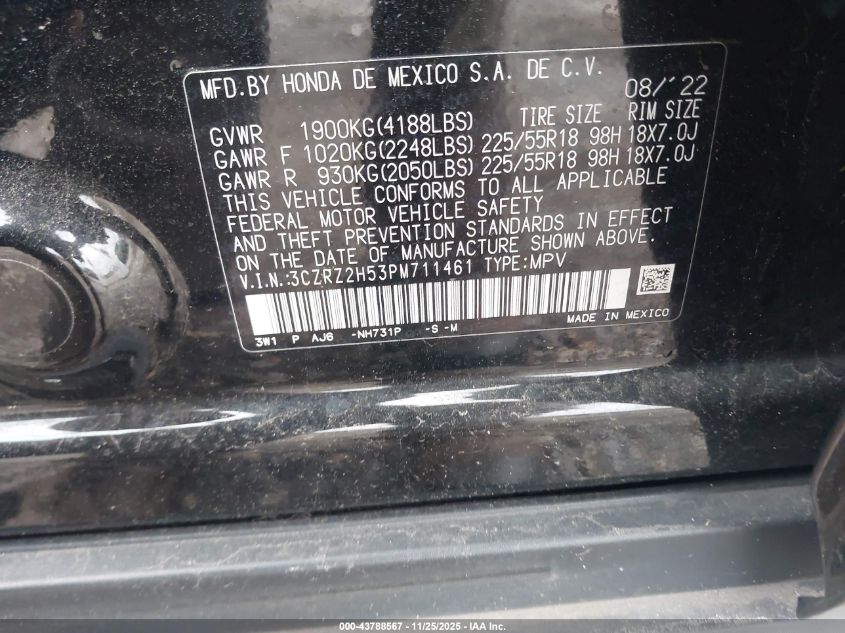 MFD.BY HONDA DE MEXICO S.A. DE C.V. 08/'22
TIRE SIZE RIM SIZE
GVWR 1900KG(4188LBS)
GAWR F 1020KG(2248LBS) 225/55R18 98H 18X7.0J
GAWR R 930KG(2050LBS) 225/55R18 98H 18X7.0J
THIS VEHICLE CONFORMS TO ALL APPLICABLE
FEDERAL MOTOR VEHICLE SAFETY
AND THEFT PREVENTION STANDARDS IN EFFECT
ON THE DATE OF MANUFACTURE SHOWN ABOVE.
V.I.N.:3CZRZ2H53PM711461 TYPE:MPV
3W1 P AJ6 -NH731P -S-M MADE IN MEXICO
000-43788567 - 11/25/2025 - IAA Inc.